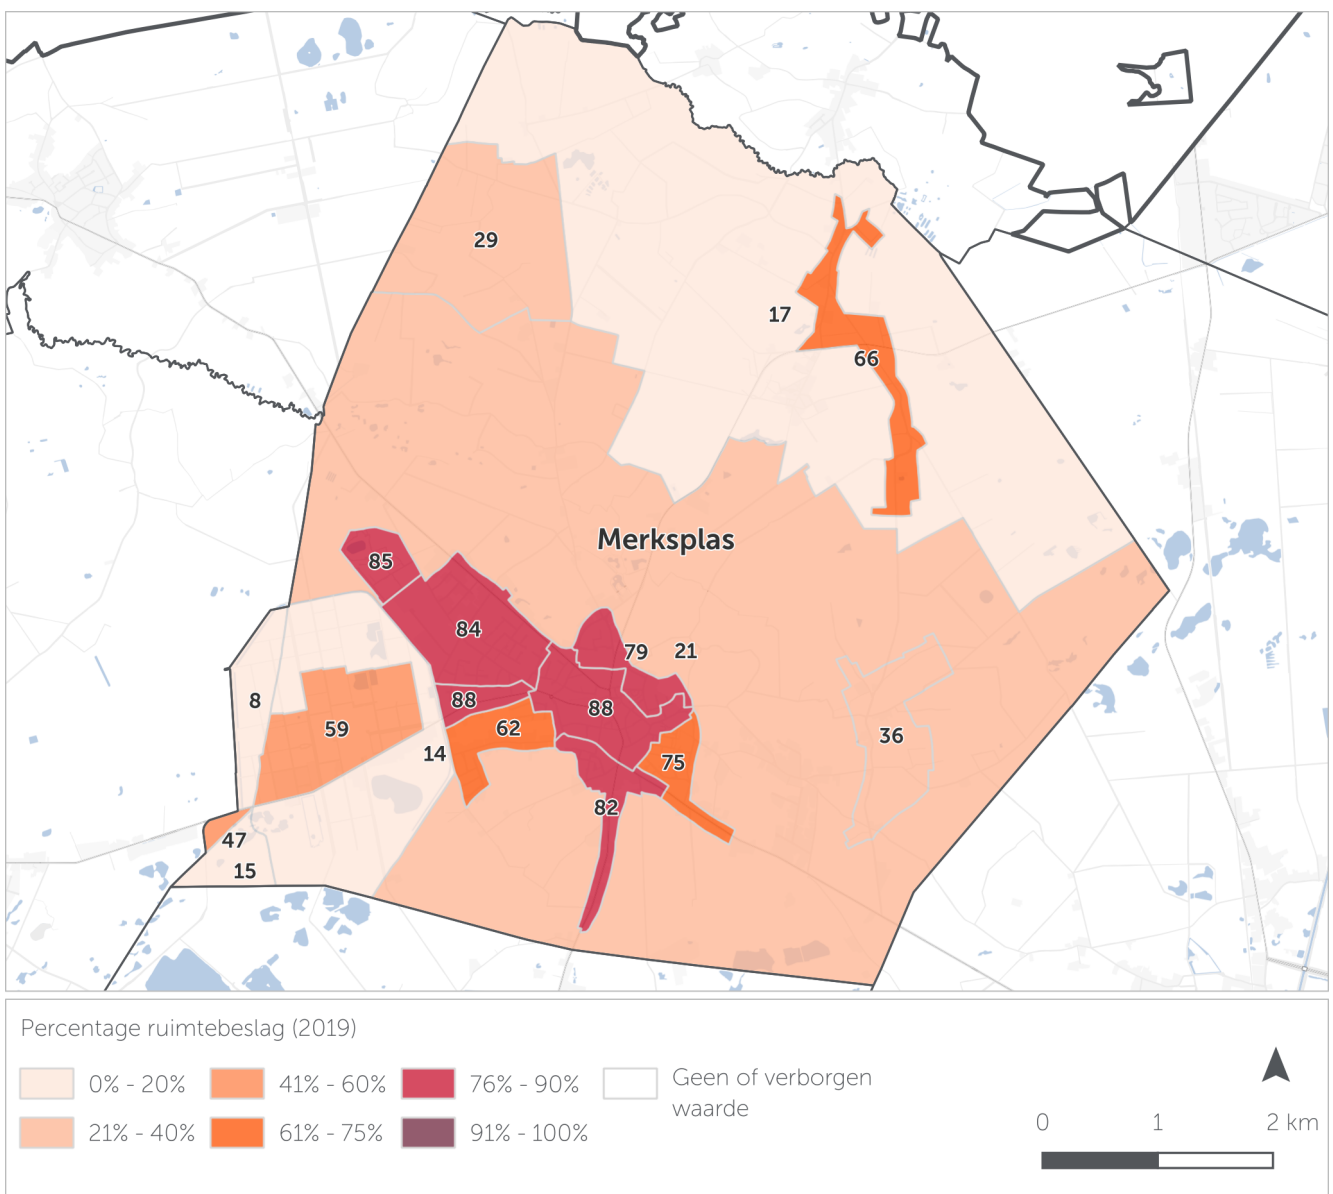 29
17
66
Merksplas
85
84
79 21
8
88
88
59
62
36
14
75
82
47
15
Percentage ruimtebeslag (2019)
0% - 20%
41% - 60%
76% - 90%
Geen of verborgen
waarde
21% - 40%
61% - 75%
91% - 100%
0 1 2 km